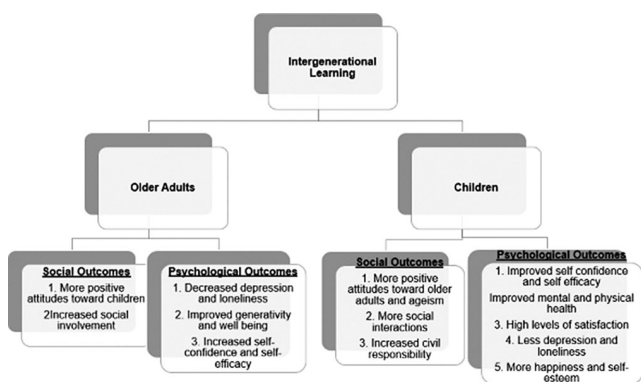 Intergenerational
Learning
Older Adults
Children
Social Outcomes
1. More positive
attitudes toward children
2Increased social
involvement
Psychological Outcomes
1. Decreased depression
and loneliness
2. Improved generativity
and well being
3. Increased self-
confidence and self-
efficacy
Social Outcomes
1. More positive
attitudes toward older
adults and ageism
2. More social
interactions
3. Increased civil
responsibility
Psychological Outcomes
1. Improved self confidence
and self efficacy
Improved mental and physical
health
3. High levels of satisfaction
4. Less depression and
loneliness
5. More happiness and self-
esteem